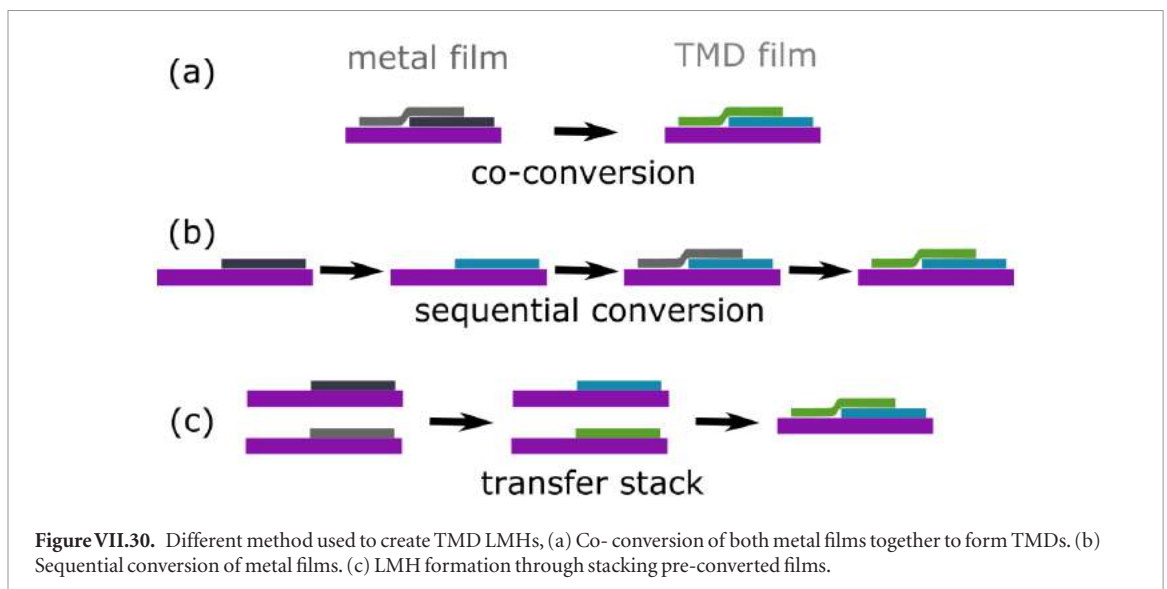 (a)
metal film
TMD film
co-conversion
(b)
sequential conversion
(c)
transfer stack
Figure VII.30. Different method used to create TMD LMHs, (a) Co- conversion of both metal films together to form TMDs. (b)
Sequential conversion of metal films. (c) LMH formation through stacking pre-converted films.